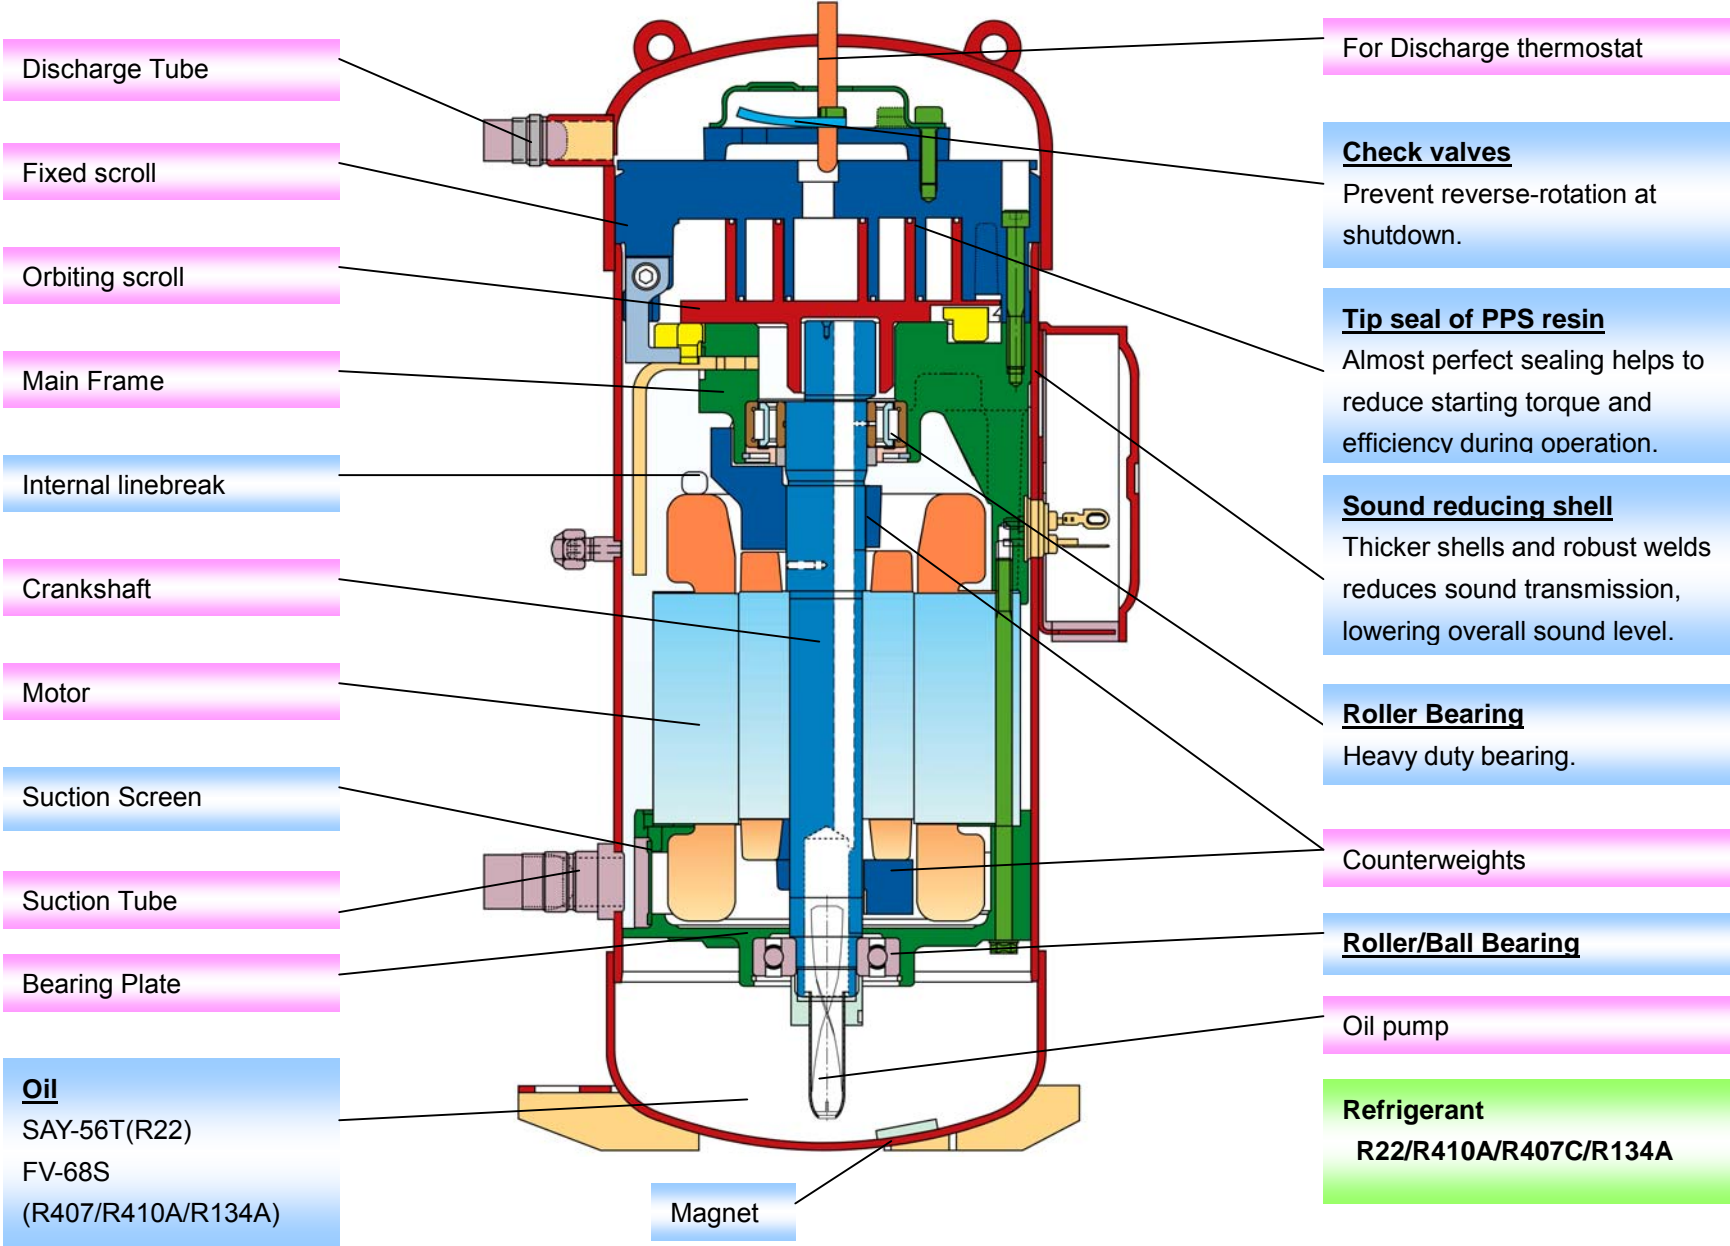 Discharge Tube
Fixed scroll
Orbiting scroll
Main Frame
Internal linebreak
Crankshaft
Motor
Suction Screen
Suction Tube
Bearing Plate
Oil
SAY-56T(R22)
FV-68S
(R407/R410A/R134A)
Magnet
For Discharge thermostat
Check valves
Prevent reverse-rotation at
shutdown.
Tip seal of PPS resin
Almost perfect sealing helps to
reduce starting torque and
efficiency during operation.
Sound reducing shell
Thicker shells and robust welds
reduces sound transmission,
lowering overall sound level.
Roller Bearing
Heavy duty bearing.
Counterweights
Roller/Ball Bearing
Oil pump
Refrigerant
R22/R410A/R407C/R134A